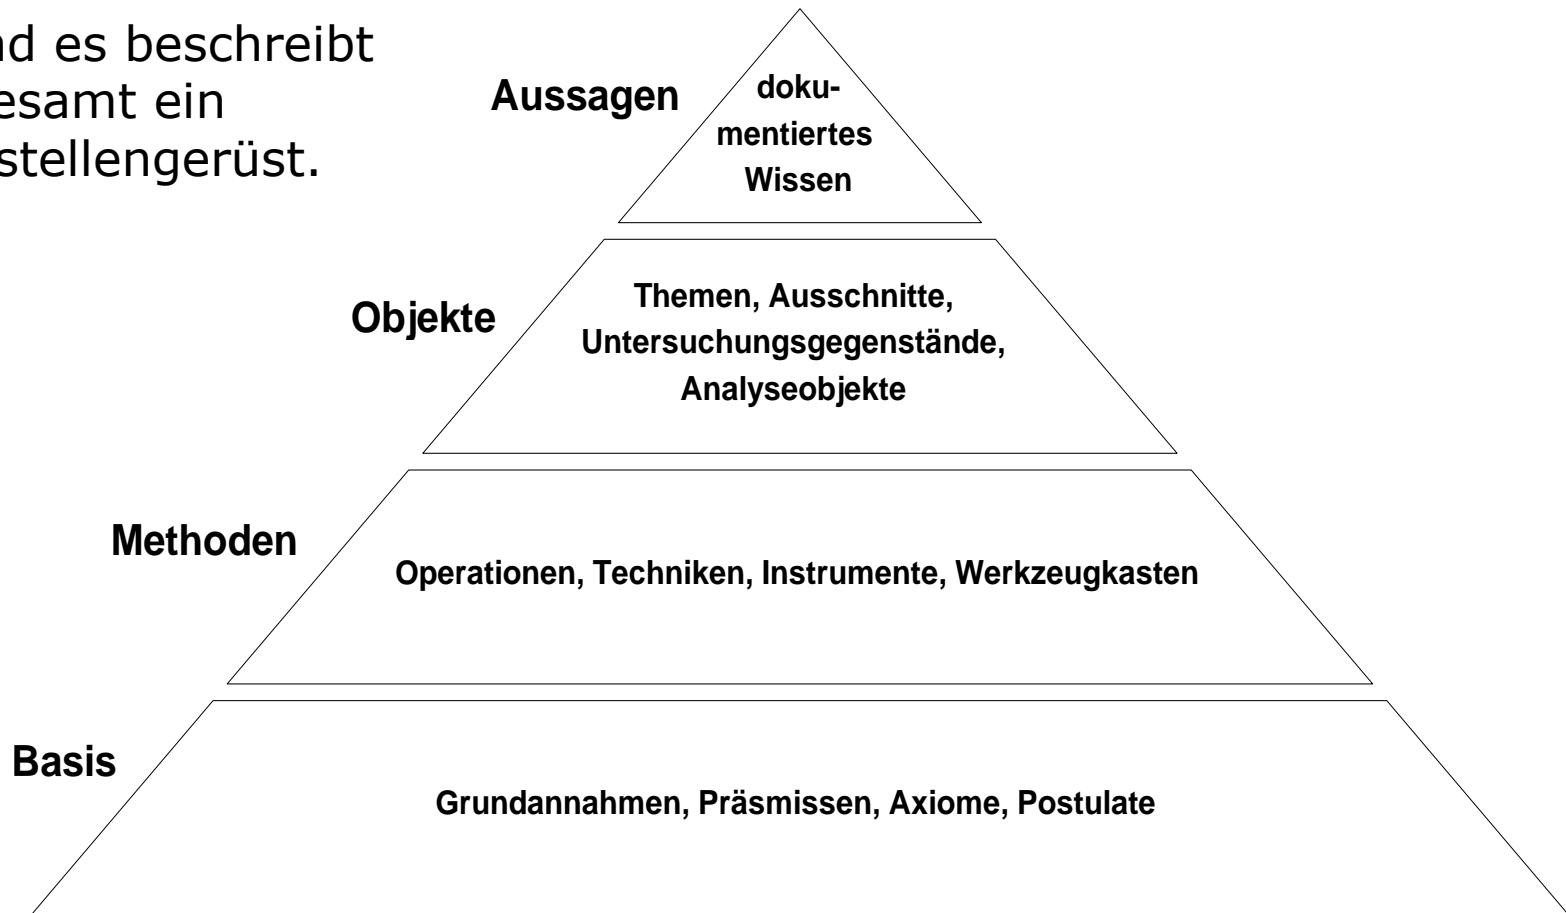 nd es beschreibt
esamt ein
stellengerüst.
Aussagen
doku-
mentiertes
Wissen
Objekte
Themen, Ausschnitte,
Untersuchungsgegenstände,
Analyseobjekte
Methoden
Operationen, Techniken, Instrumente, Werkzeugkasten
Basis
Grundannahmen, Präsmissen, Axiome, Postulate